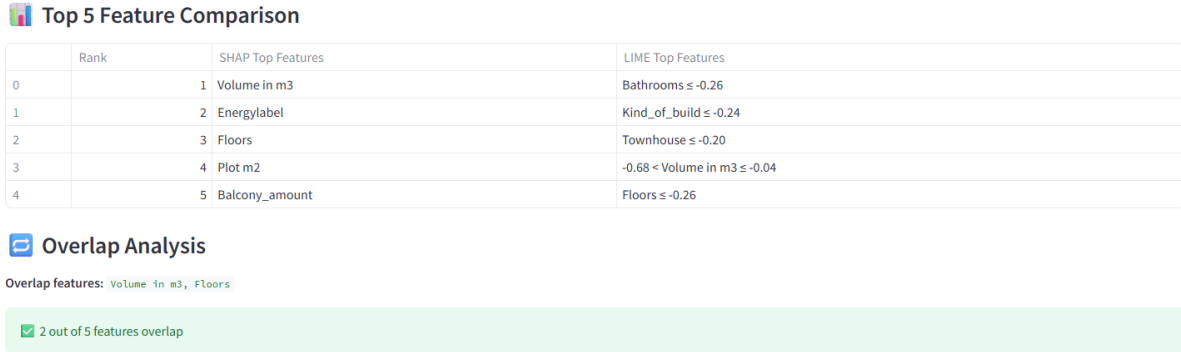 Top 5 Feature Comparison
Rank SHAP Top Features LIME Top Features
0 1 Volume in m3 Bathrooms ≤ -0.26
1 2 Energylabel Kind_of_build ≤ -0.24
2 3 Floors Townhouse ≤ -0.20
3 4 Plot m2 -0.68 < Volume in m3 ≤ -0.04
4 5 Balcony_amount Floors ≤ -0.26
Overlap Analysis
Overlap features: Volume in m3, Floors
2 out of 5 features overlap